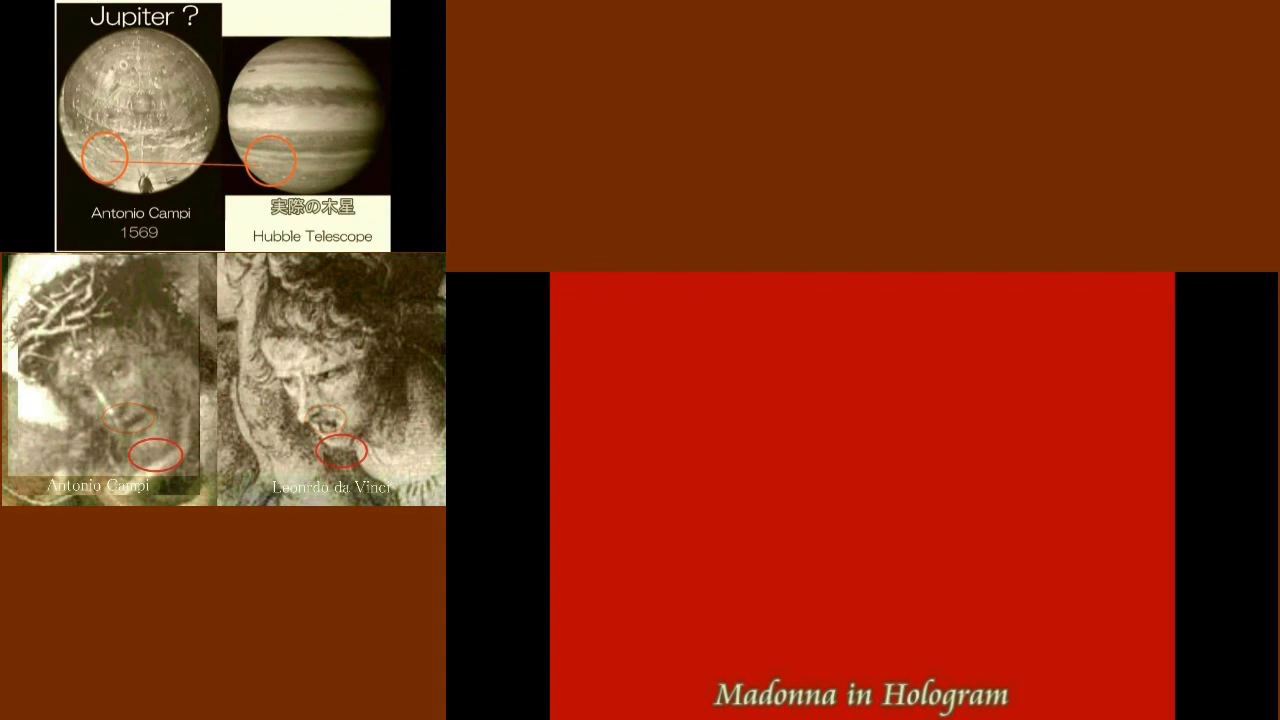 Jupiter ?
Antonio Campi
1569
実際の木星
Hubble Telescope
Antonio Campi
Leonrdo da Vinci
Madonna in Hologram